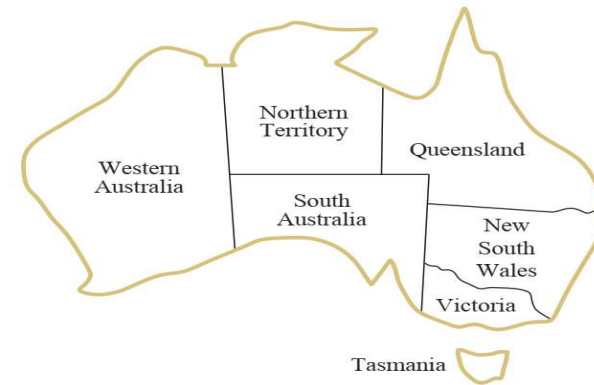 Northern
Territory
Queensland
Western
Australia
South
Australia
New
South
Wales
Victoria
Tasmania